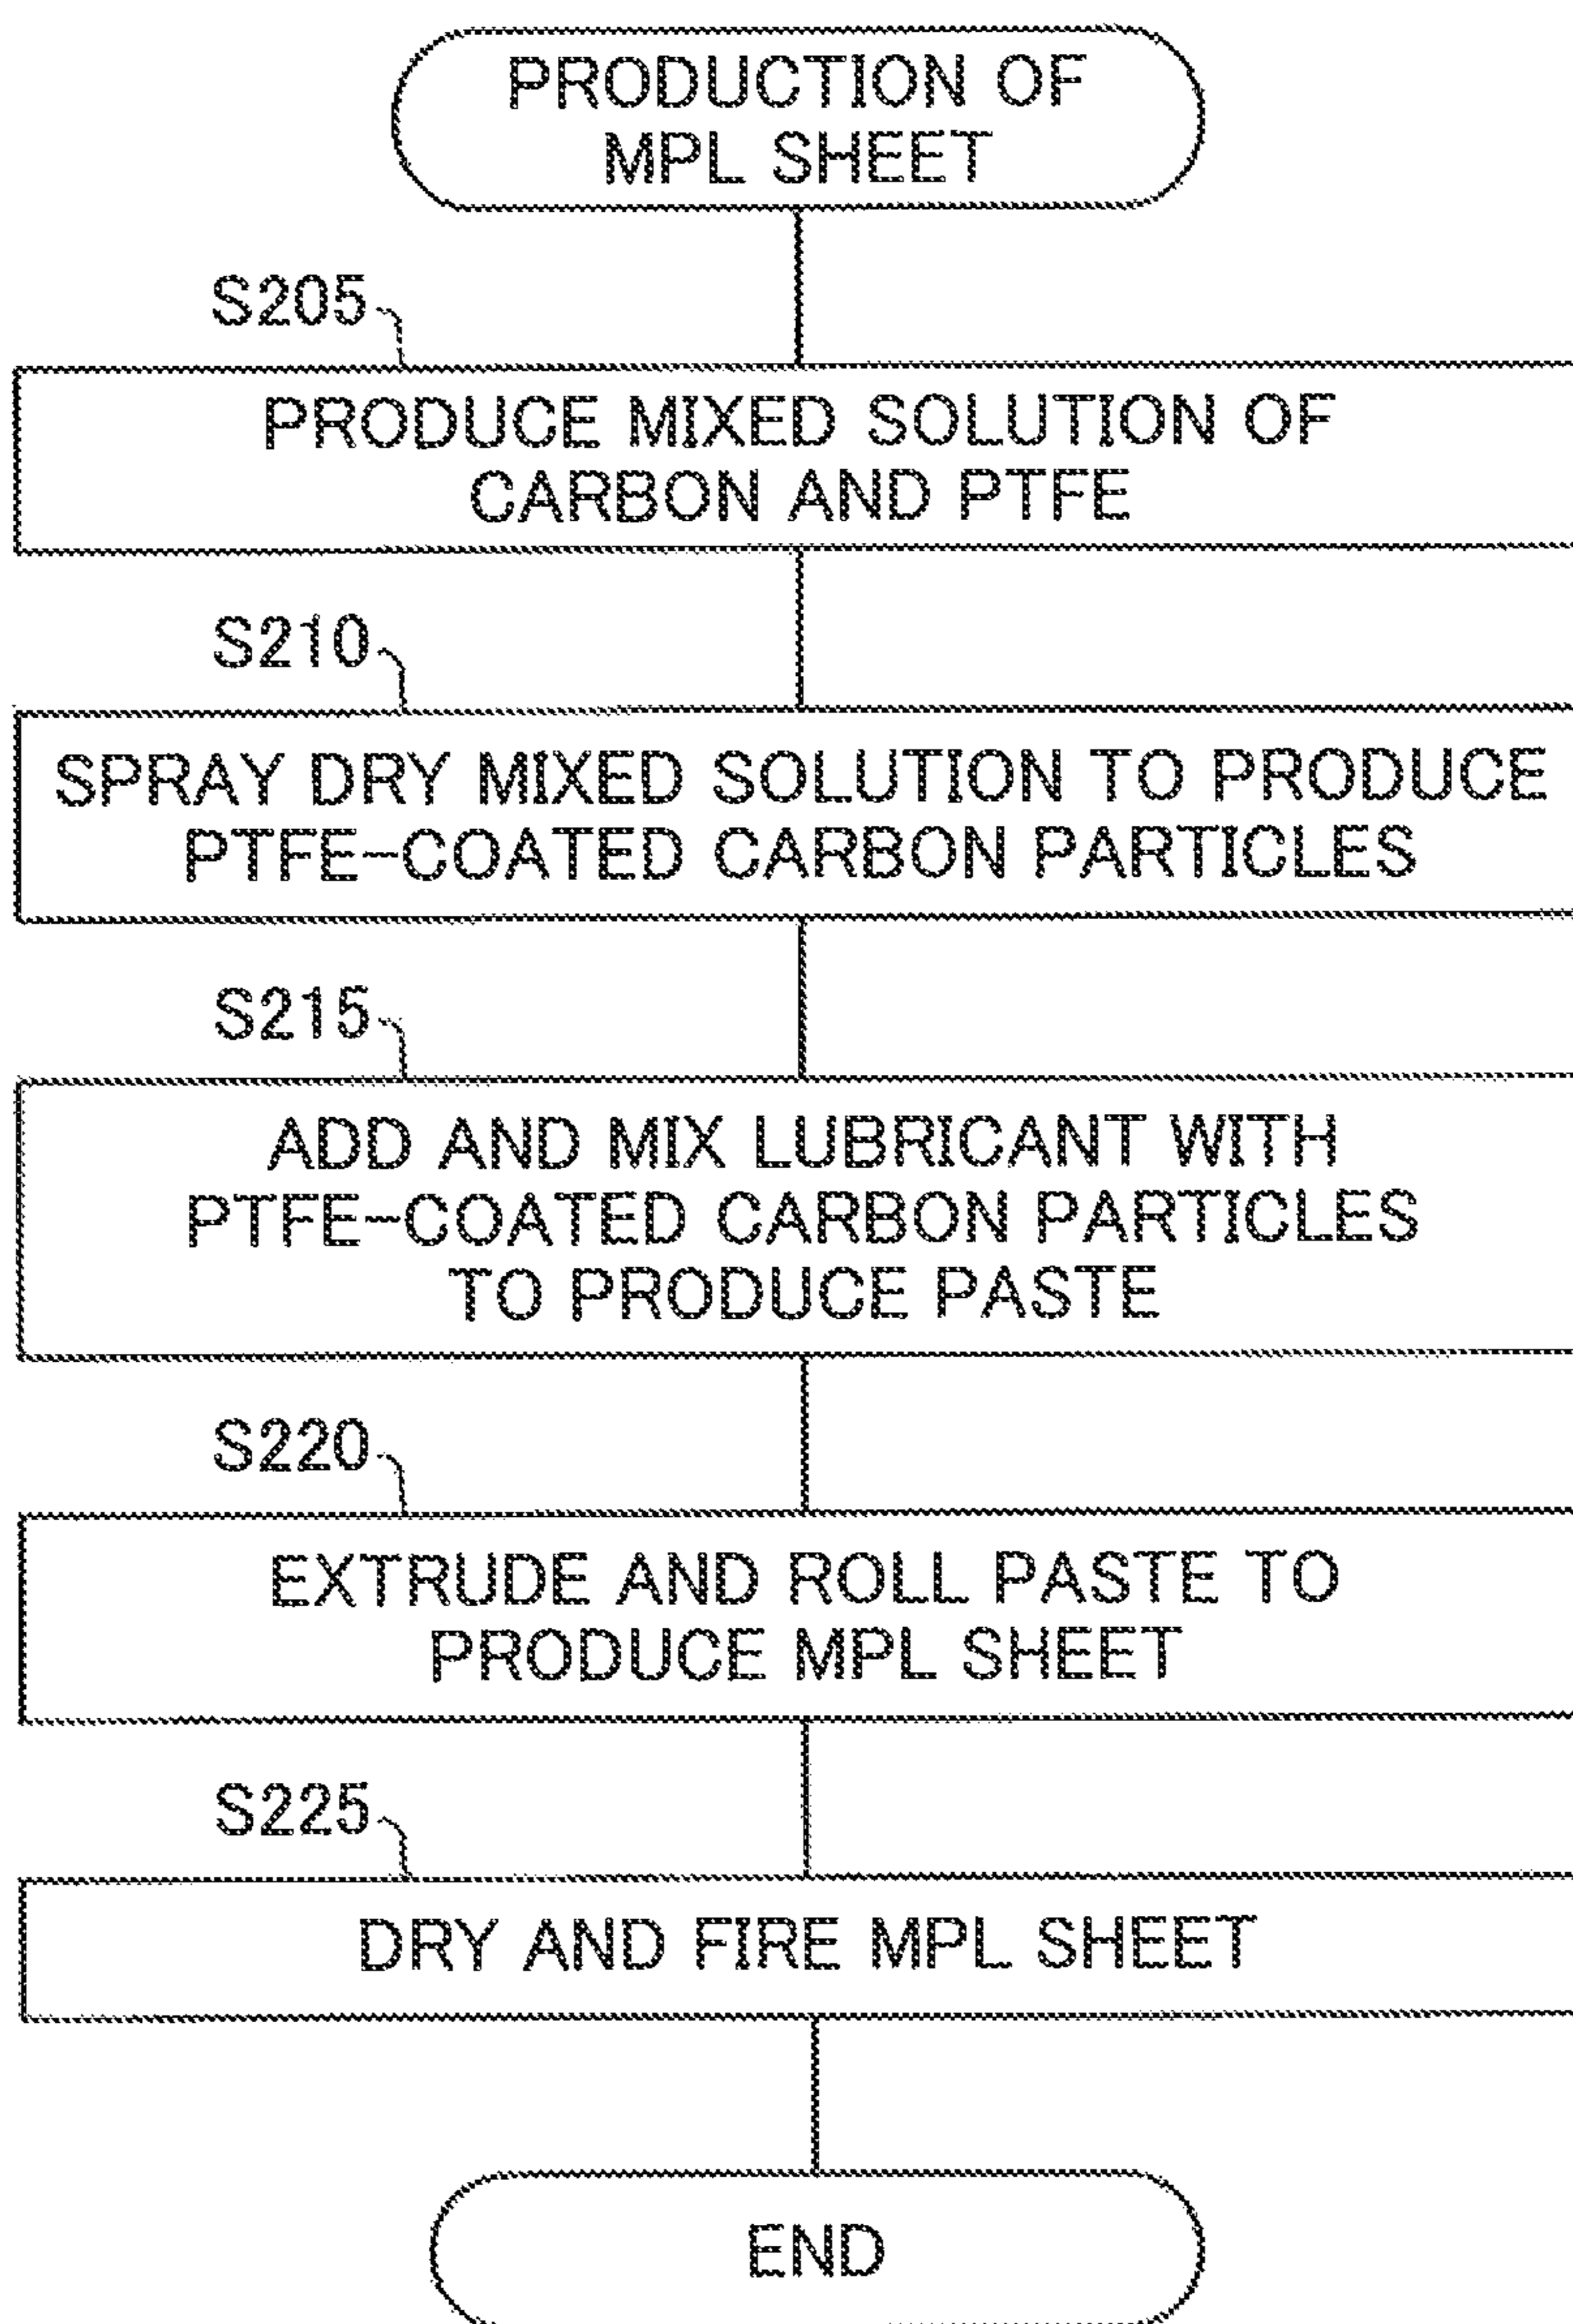 PRODUCTION OF
MPL SHEET
S205
PRODUCE MIXED SOLUTION OF
CARBON AND PTFE
S210
SPRAY DRY MIXED SOLUTION TO PRODUCE
PTFE-COATED CARBON PARTICLES
S215
ADD AND MIX LUBRICANT WITH
PTFE-COATED CARBON PARTICLES
TO PRODUCE PASTE
S220
EXTRUDE AND ROLL PASTE TO
PRODUCE MPL SHEET
S225
DRY AND FIRE MPL SHEET
END